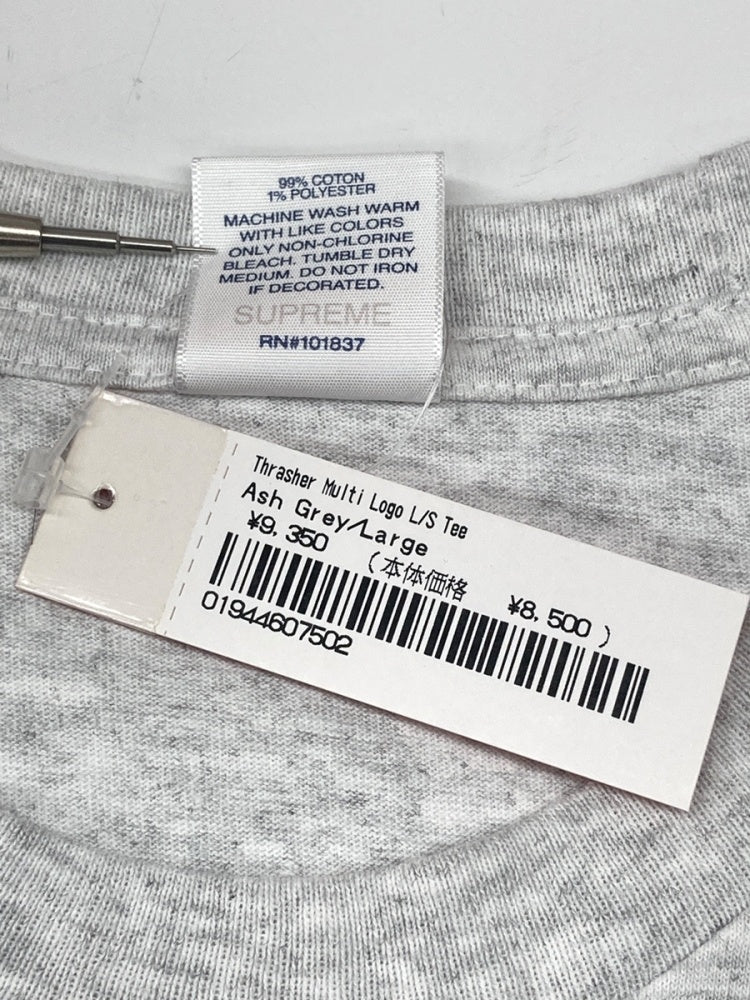 99% COTON
1% POLYESTER
MACHINE WASH WARM
WITH LIKE COLORS
ONLY NON-CHLORINE
BLEACH. TUMBLE DRY
MEDIUM. DO NOT IRON
IF DECORATED.
SUPREME
RN#101837
Thrasher Multi Logo L/S Tee
Ash Grey/Large
¥9,350 (本体価格 ¥8,500)
01944607502